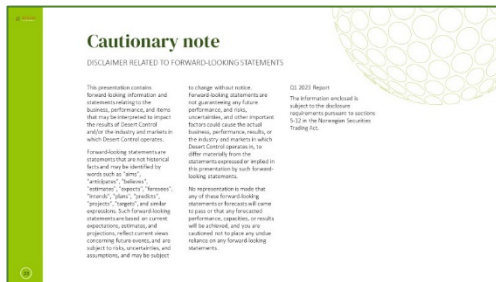 Cautionary note
DISCLAIMER RELATED TO FORWARD-LOOKING STATEMENTS
This presentation contains
forward-looking information and
statements relating to the
business, performance, and items
that may be interpreted to impact
the results of Desert Control
and/or the industry and markets in
which Desert Control operates.
Forward-looking statements are
statements that are not historical
facts and may be identified by
words such as "aims",
"anticipates", "believes",
"estimates", "expects", "foresees",
"intends", "plans", "predicts",
"projects", "targets", and similar
expressions. Such forward-looking
statements are based on current
expectations, estimates, and
projections, reflect current views
concerning future events, and are
subject to risks, uncertainties, and
assumptions, and may be subject
to change without notice.
Forward-looking statements are
not guaranteeing any future
performance, and risks,
uncertainties, and other important
factors could cause the actual
business, performance, results, or
the industry and markets in which
Desert Control operates in, to
differ materially from the
statements expressed or implied in
this presentation by such forward-
looking statements.
No representation is made that
any of these forward-looking
statements or forecasts will come
to pass or that any forecasted
performance, capacities, or results
will be achieved, and you are
cautioned not to place any undue
reliance on any forward-looking
statements.
Q1 2023 Report
The information enclosed is
subject to the disclosure
requirements pursuant to sections
5-12 in the Norwegian Securities
Trading Act.